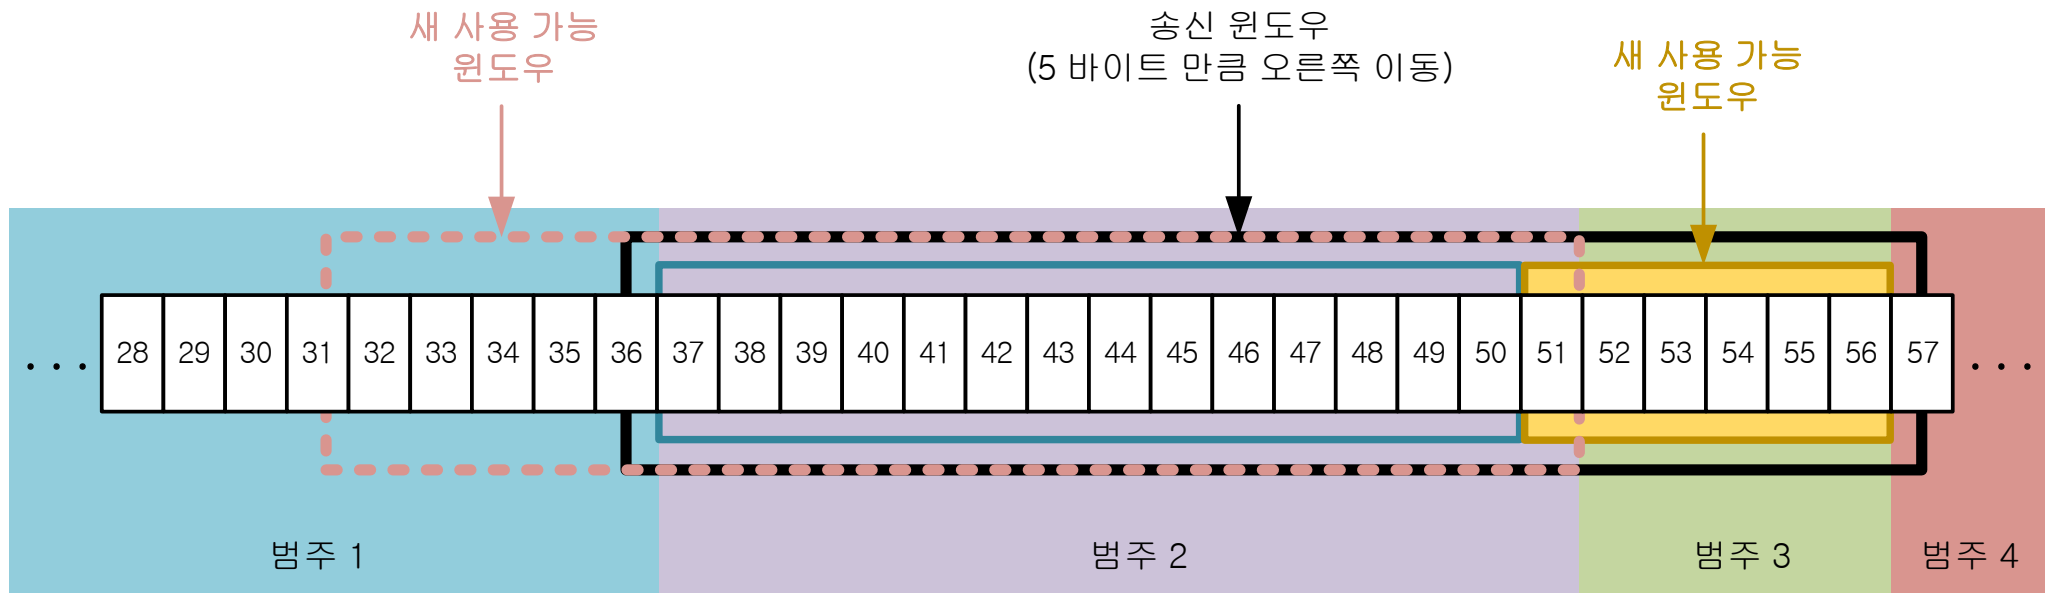 새 사용 가능
윈도우
송신 윈도우
(5 바이트 만큼 오른쪽 이동)
새 사용 가능
윈도우
... 28 29 30 31 32 33 34 35 36 37 38 39 40 41 42 43 44 45 46 47 48 49 50 51 52 53 54 55 56 57 ...
범주 1 범주 2 범주 3 범주 4